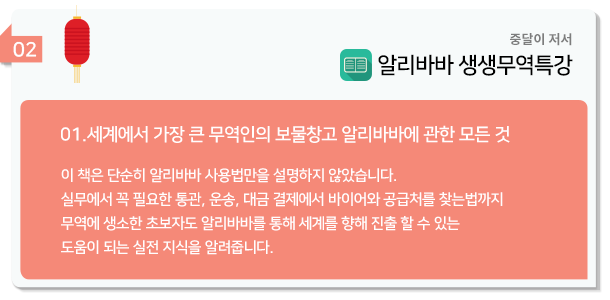 02
중달이 저서
알리바바 생생무역특강
01.세계에서 가장 큰 무역인의 보물창고 알리바바에 관한 모든 것
이 책은 단순히 알리바바 사용법만을 설명하지 않았습니다.
실무에서 꼭 필요한 통관, 운송, 대금 결제에서 바이어와 공급처를 찾는법까지
무역에 생소한 초보자도 알리바바를 통해 세계를 향해 진출 할 수 있는
도움이 되는 실전 지식을 알려줍니다.